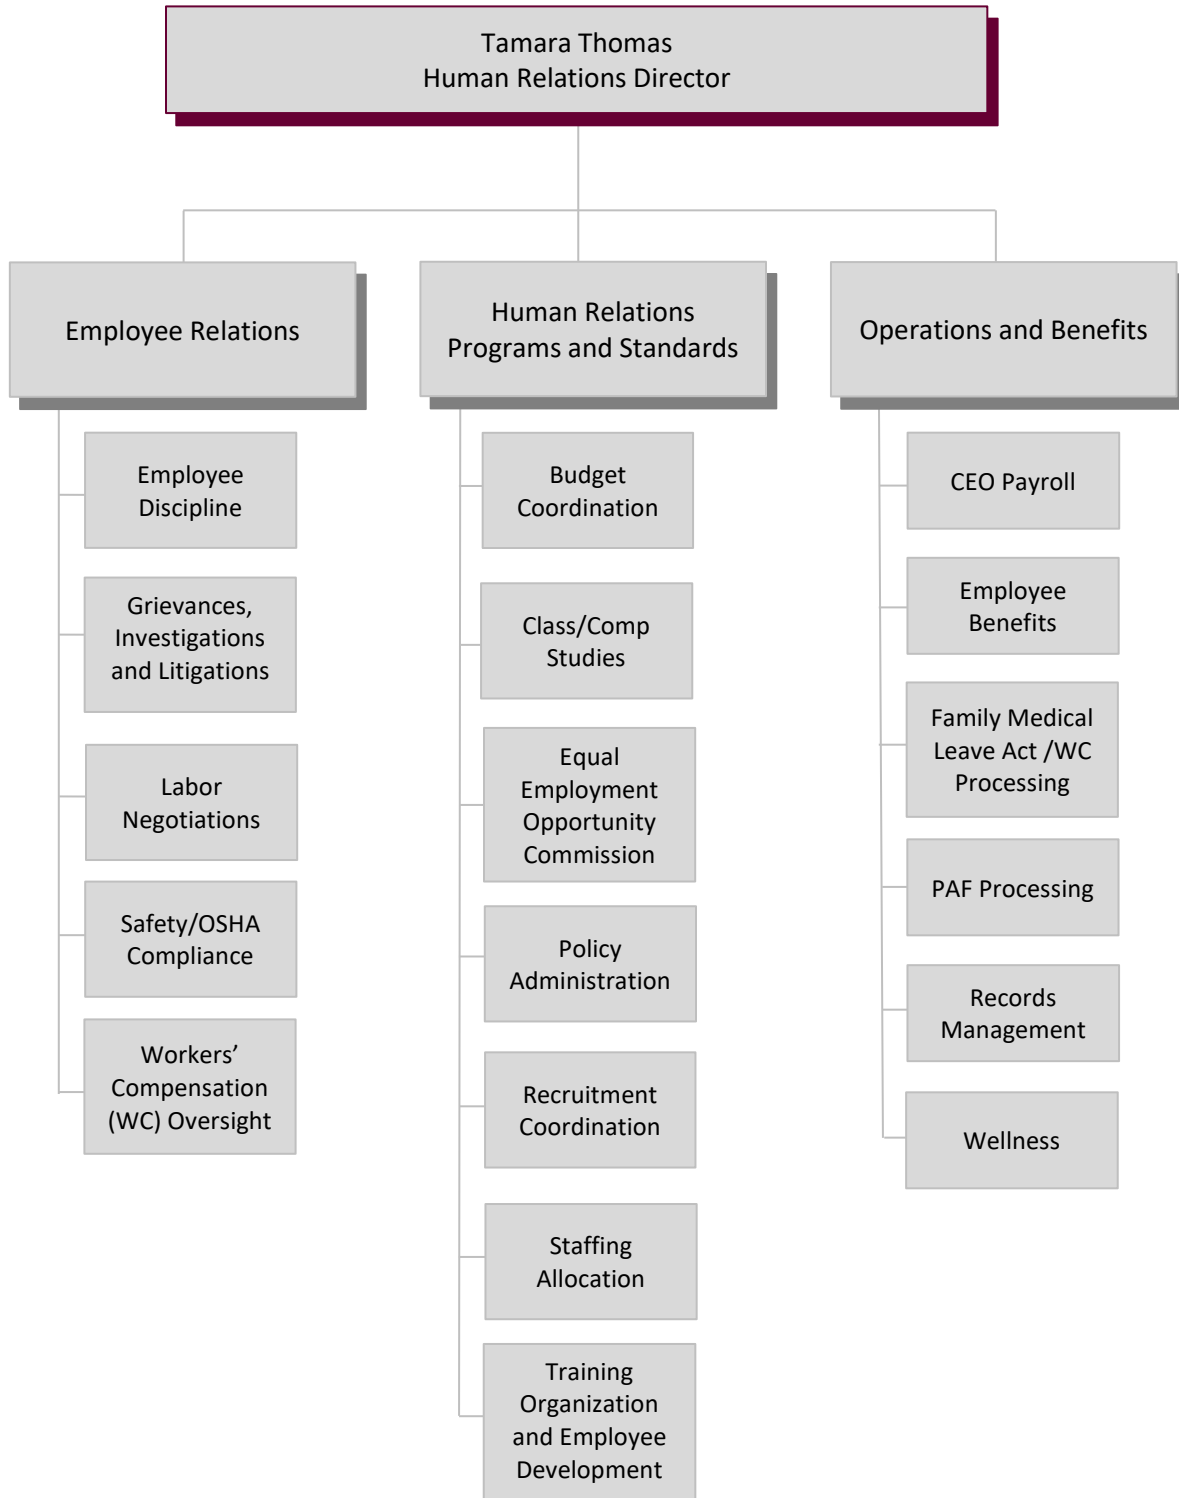 Tamara Thomas
Human Relations Director
Employee Relations
Employee
Discipline
Grievances,
Investigations
and Litigations
Labor
Negotiations
Safety/OSHA
Compliance
Workers’
Compensation
(WC) Oversight
Human Relations
Programs and Standards
Budget
Coordination
Class/Comp
Studies
Equal
Employment
Opportunity
Commission
Policy
Administration
Recruitment
Coordination
Staffing
Allocation
Training
Organization
and Employee
Development
Operations and Benefits
CEO Payroll
Employee
Benefits
Family Medical
Leave Act /WC
Processing
PAF Processing
Records
Management
Wellness